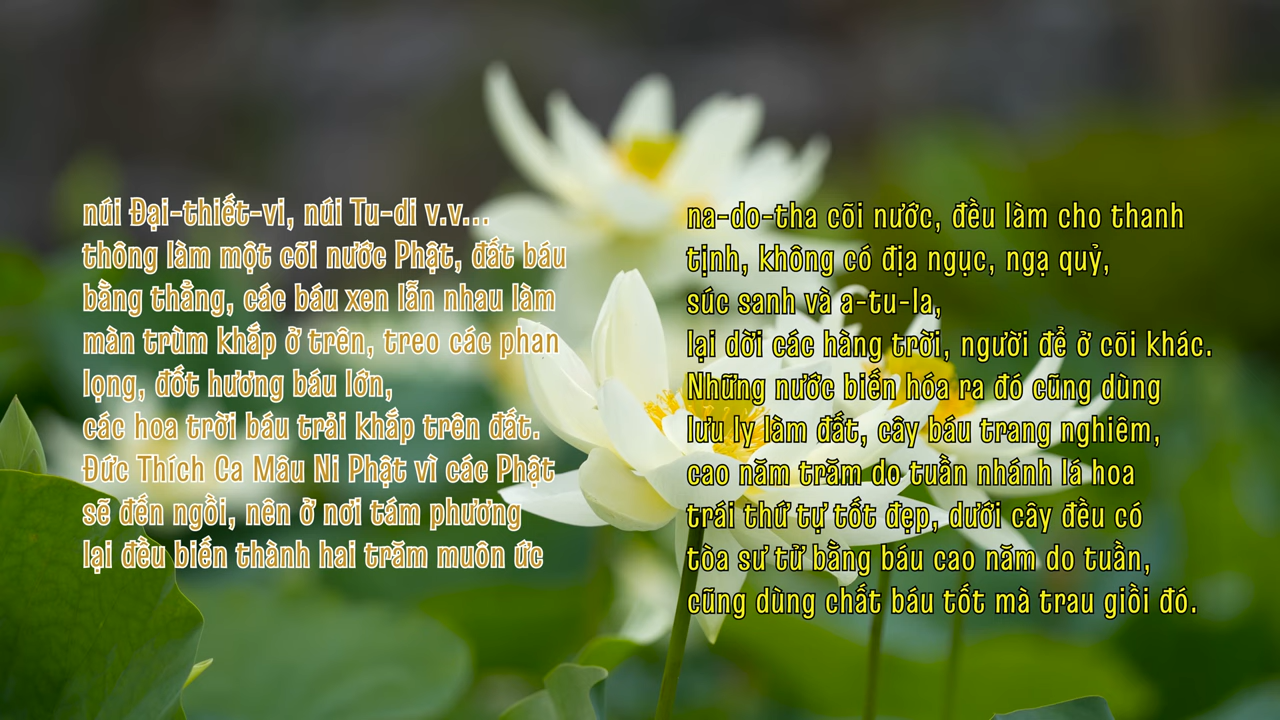 núi Đại-thiết-vi, núi Tu-di v.v...
thông làm một cõi nước Phật, đất báu
bằng thẳng, các báu xen lẫn nhau làm
màn trùm khắp ở trên, treo các phan
lọng, đốt hương báu lớn,
các hoa trời báu trải khắp trên đất.
Đức Thích Ca Mâu Ni Phật vì các Phật
sẽ đến ngồi, nên ở nơi tám phương
lại đều biến thành hai trăm muôn ức
na-do-tha cõi nước, đều làm cho thanh
tịnh, không có địa ngục, ngạ quỷ,
súc sanh và a-tu-la,
lại dời các hàng trời, người để ở cõi khác.
Những nước biến hóa ra đó cũng dùng
lưu ly làm đất, cây báu trang nghiêm,
cao năm trăm do tuần nhánh lá hoa
trái thứ tự tốt đẹp, dưới cây đều có
tòa sư tử bằng báu cao năm do tuần,
cũng dùng chất báu tốt mà trau giồi đó.